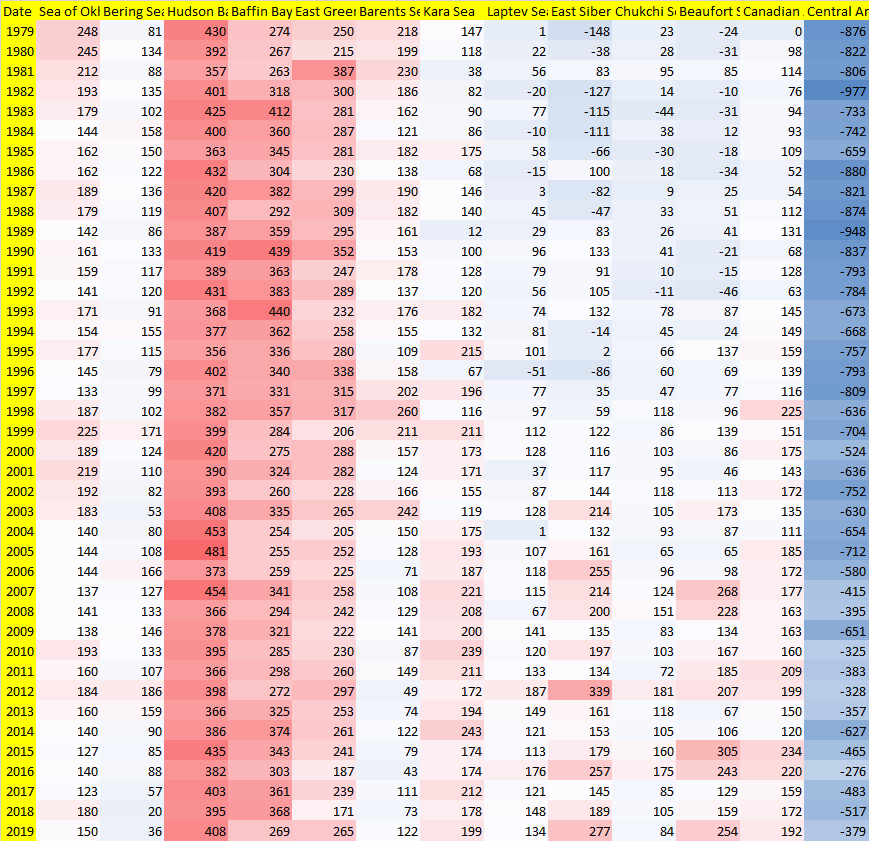 Date Sea of Okl Bering Sea Hudson Ba Baffin Bay East Green Barents Se Kara Sea Laptev Sea East Siber Chukchi Se Beaufort S Canadian Central Ar
1979 248 81 430 274 250 218 147 1 -148 23 -24 0 -876
1980 245 134 392 267 215 199 118 22 -38 28 -31 98 -822
1981 212 88 357 263 387 230 38 56 83 95 85 114 -806
1982 193 135 401 318 300 186 82 -20 -127 14 -10 76 -977
1983 179 102 425 412 281 162 90 77 -115 -44 -31 94 -733
1984 144 158 400 360 287 121 86 -10 -111 38 12 93 -742
1985 162 150 363 345 281 182 175 58 -66 -30 -18 109 -659
1986 162 122 432 304 230 138 68 -15 100 18 -34 52 -880
1987 189 136 420 382 299 190 146 3 -82 9 25 54 -821
1988 179 119 407 292 309 182 140 45 -47 33 51 112 -874
1989 142 86 387 359 295 161 12 29 83 26 41 131 -948
1990 161 133 419 439 352 153 100 96 133 41 -21 68 -837
1991 159 117 389 363 247 178 128 79 91 10 -15 128 -793
1992 141 120 431 383 289 137 120 56 105 -11 -46 63 -784
1993 171 91 368 440 232 176 182 74 132 78 87 145 -673
1994 154 155 377 362 258 155 132 81 -14 45 24 149 -668
1995 177 115 356 336 280 109 215 101 2 66 137 159 -757
1996 145 79 402 340 338 158 67 -51 -86 60 69 139 -793
1997 133 99 371 331 315 202 196 77 35 47 77 116 -809
1998 187 102 382 357 317 260 116 97 59 118 96 225 -636
1999 225 171 399 284 206 211 211 112 122 86 139 151 -704
2000 189 124 420 275 288 157 173 128 116 103 86 175 -524
2001 219 110 390 324 282 124 171 37 117 95 46 143 -636
2002 192 82 393 260 228 166 155 87 144 118 113 172 -752
2003 183 53 408 335 265 242 119 128 214 105 173 135 -630
2004 140 80 453 254 205 150 175 1 132 93 87 111 -654
2005 144 108 481 255 252 128 193 107 161 65 65 185 -712
2006 144 166 373 259 225 71 187 118 255 96 98 172 -580
2007 137 127 454 341 258 108 221 115 214 124 268 177 -415
2008 141 133 366 294 242 129 208 67 200 151 228 163 -395
2009 138 146 378 321 222 141 200 141 135 83 134 163 -651
2010 193 133 395 285 230 87 239 120 197 103 167 160 -325
2011 160 107 366 298 260 149 211 133 134 72 185 209 -383
2012 184 186 398 272 297 49 172 187 339 181 207 199 -328
2013 160 159 366 325 253 74 194 149 161 118 67 150 -357
2014 140 90 386 374 261 122 243 121 153 105 106 120 -627
2015 127 85 435 343 241 79 174 113 179 160 305 234 -465
2016 140 88 382 303 187 43 174 176 257 175 243 220 -276
2017 123 57 403 361 239 111 212 121 145 85 129 159 -483
2018 180 20 395 368 171 73 178 148 189 105 159 172 -517
2019 150 36 408 269 265 122 199 134 277 84 254 192 -379